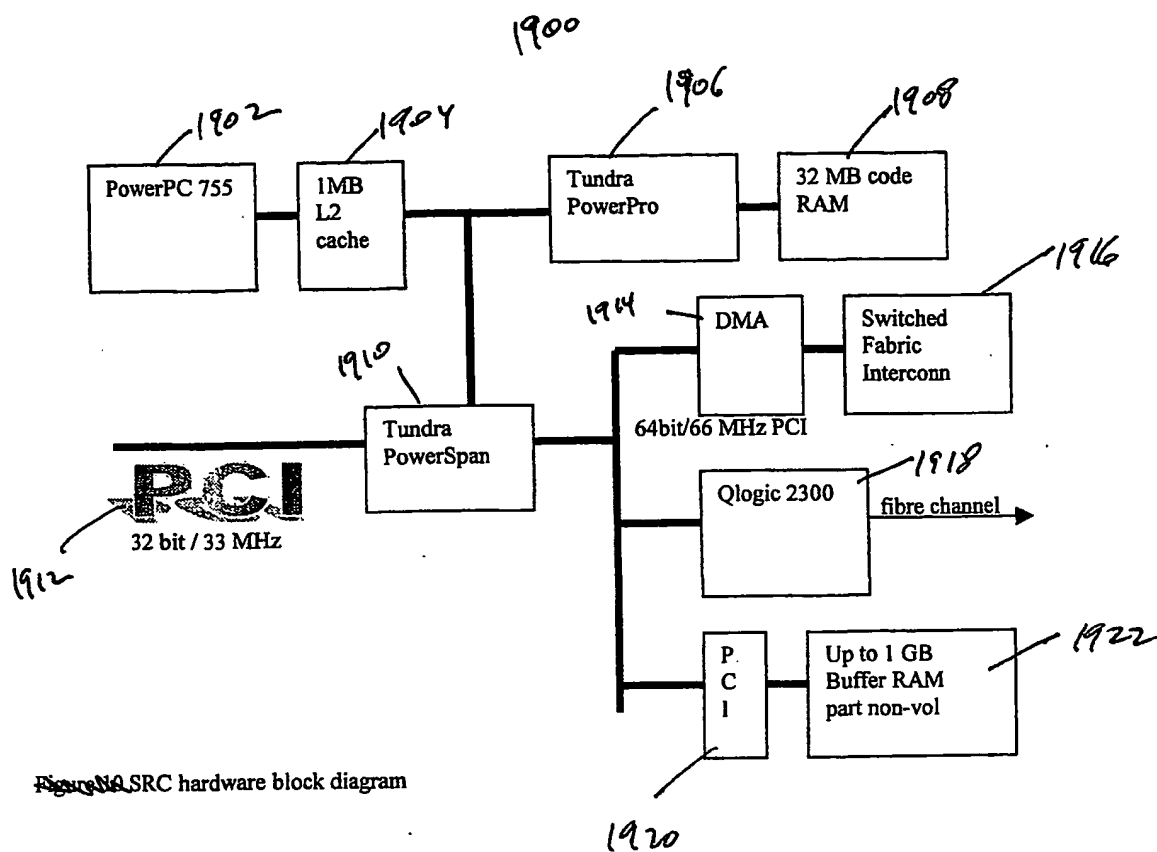 1900
1902
1904
1906
1908
PowerPC 755
1MB
L2
cache
Tundra
PowerPro
32 MB code
RAM
1916
1914
DMA
Switched
Fabric
Interconn
1910
Tundra
PowerSpan
64bit/66 MHz PCI
PCI
32 bit / 33 MHz
1912
1918
Qlogic 2300
fibre channel
P
C
I
Up to 1 GB
Buffer RAM
part non-vol
1922
SRC hardware block diagram
1920